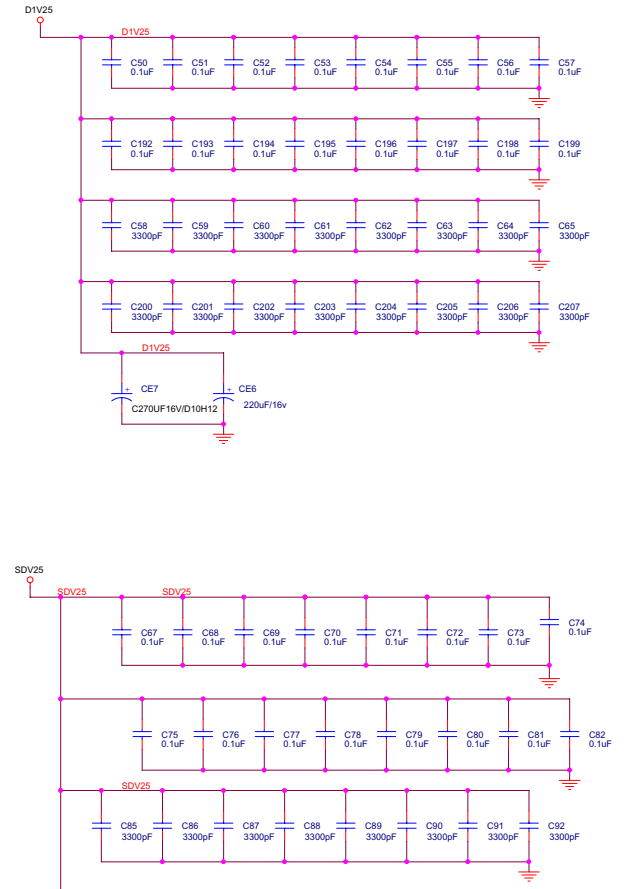 D1V25
D1V25
C50 C51 C52 C53 C54 C55 C56 C57
0.1uF 0.1uF 0.1uF 0.1uF 0.1uF 0.1uF 0.1uF 0.1uF
C192 C193 C194 C195 C196 C197 C198 C199
0.1uF 0.1uF 0.1uF 0.1uF 0.1uF 0.1uF 0.1uF 0.1uF
C58 C59 C60 C61 C62 C63 C64 C65
3300pF 3300pF 3300pF 3300pF 3300pF 3300pF 3300pF 3300pF
C200 C201 C202 C203 C204 C205 C206 C207
3300pF 3300pF 3300pF 3300pF 3300pF 3300pF 3300pF 3300pF
D1V25
+ CE7 + CE6
C270UF16V/D10H12 220uF/16v
SDV25
SDV25 SDV25
C67 C68 C69 C70 C71 C72 C73 C74
0.1uF 0.1uF 0.1uF 0.1uF 0.1uF 0.1uF 0.1uF 0.1uF
C75 C76 C77 C78 C79 C80 C81 C82
0.1uF 0.1uF 0.1uF 0.1uF 0.1uF 0.1uF 0.1uF 0.1uF
SDV25
C85 C86 C87 C88 C89 C90 C91 C92
3300pF 3300pF 3300pF 3300pF 3300pF 3300pF 3300pF 3300pF